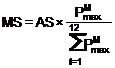 MS = AS × P^M_max / ∑_{i=1}^{12} P^M_max